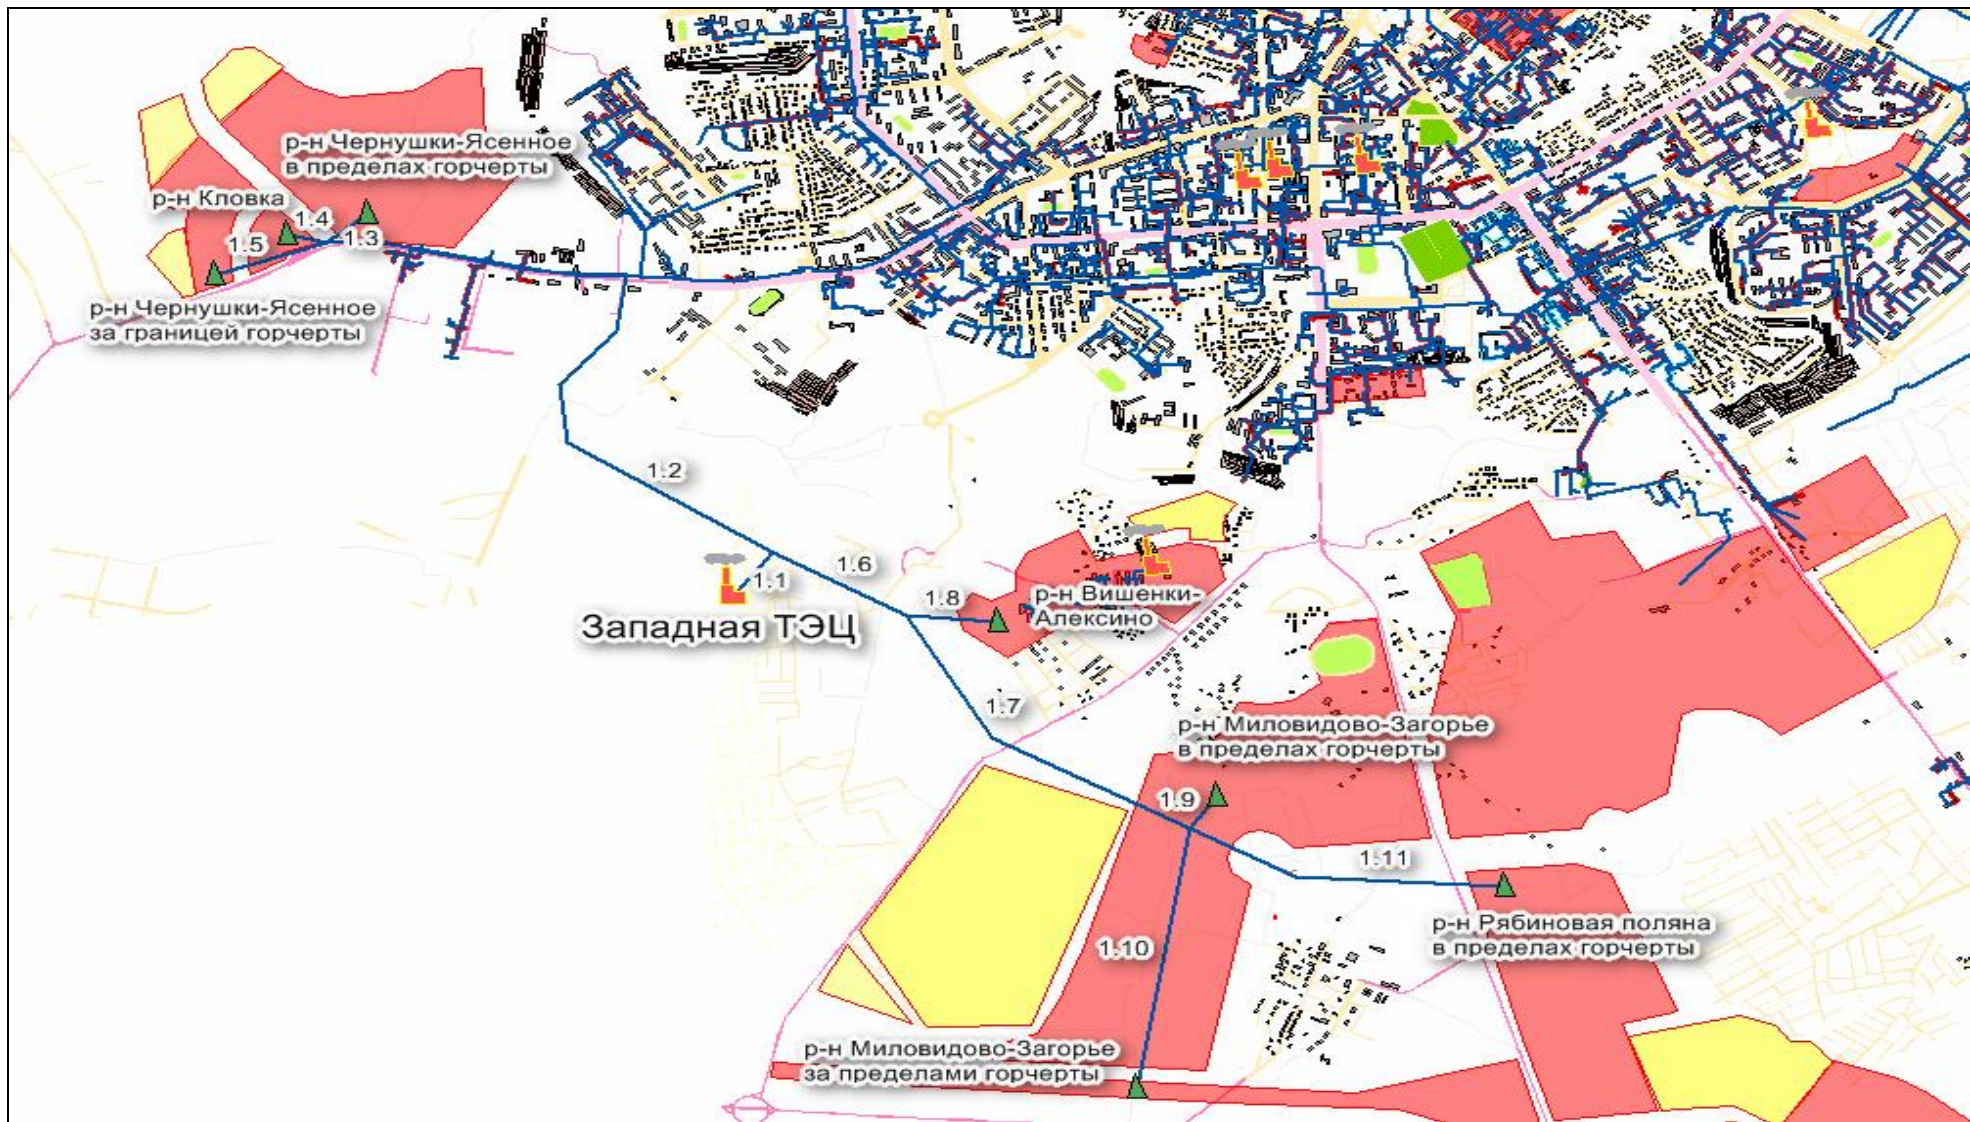 р-н Чернушки-Ясенное
в пределах горчерты
р-н Кловка
1.4
1.5
1.3
р-н Чернушки-Ясенное
за границей горчерты
1.2
1.6
1.1
Западная ТЭЦ
1.8
р-н Вишенки-
Алексино
1.7
р-н Миловидово-Загорье
в пределах горчерты
1.9
1.11
р-н Рябиновая поляна
в пределах горчерты
1.10
р-н Миловидово-Загорье
за пределами горчерты